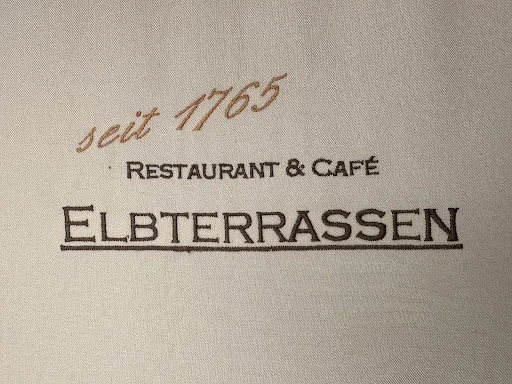 seit 1765
RESTAURANT & CAFÉ
ELBTERRASSEN